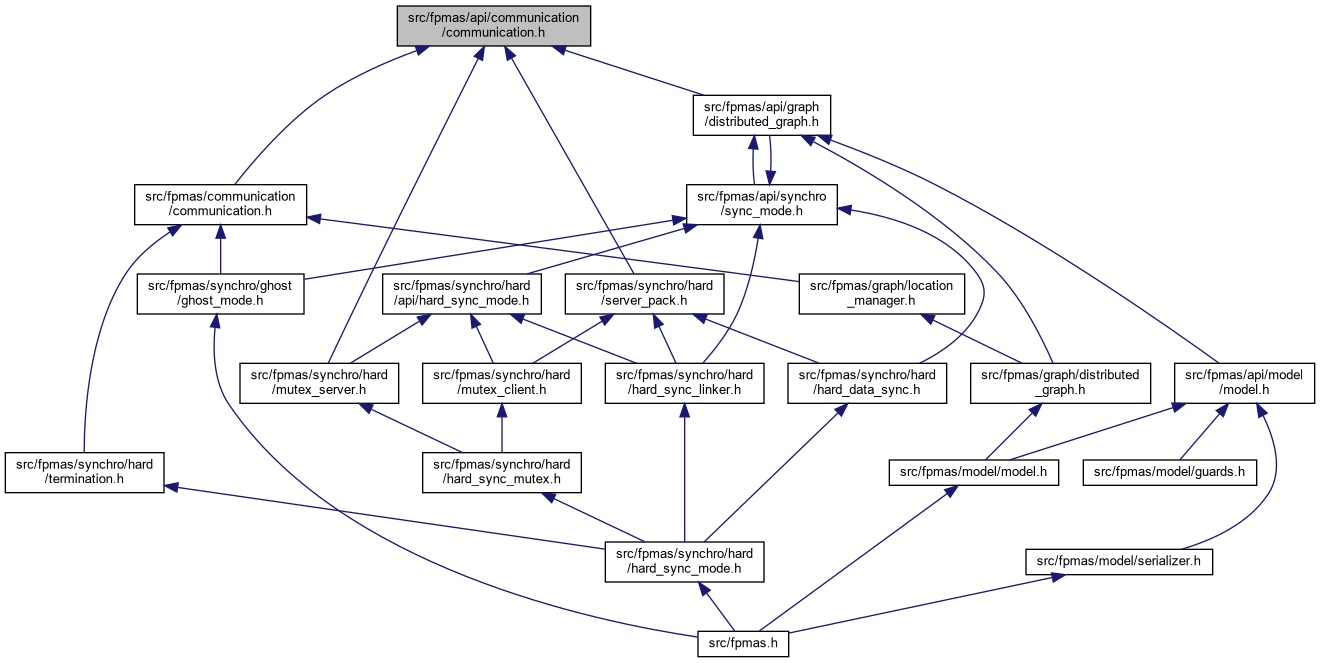 src/fpmas/api/communication
/communication.h
src/fpmas/api/graph
/distributed_graph.h
src/fpmas/communication
/communication.h
src/fpmas/api/synchro
/sync_mode.h
src/fpmas/synchro/ghost
/ghost_mode.h
src/fpmas/synchro/hard
/api/hard_sync_mode.h
src/fpmas/synchro/hard
/server_pack.h
src/fpmas/graph/location
_manager.h
src/fpmas/synchro/hard
/mutex_server.h
src/fpmas/synchro/hard
/mutex_client.h
src/fpmas/synchro/hard
/hard_sync_linker.h
src/fpmas/synchro/hard
/hard_data_sync.h
src/fpmas/graph/distributed
_graph.h
src/fpmas/api/model
/model.h
src/fpmas/synchro/hard
/termination.h
src/fpmas/synchro/hard
/hard_sync_mutex.h
src/fpmas/model/model.h
src/fpmas/model/guards.h
src/fpmas/synchro/hard
/hard_sync_mode.h
src/fpmas/model/serializer.h
src/fpmas.h